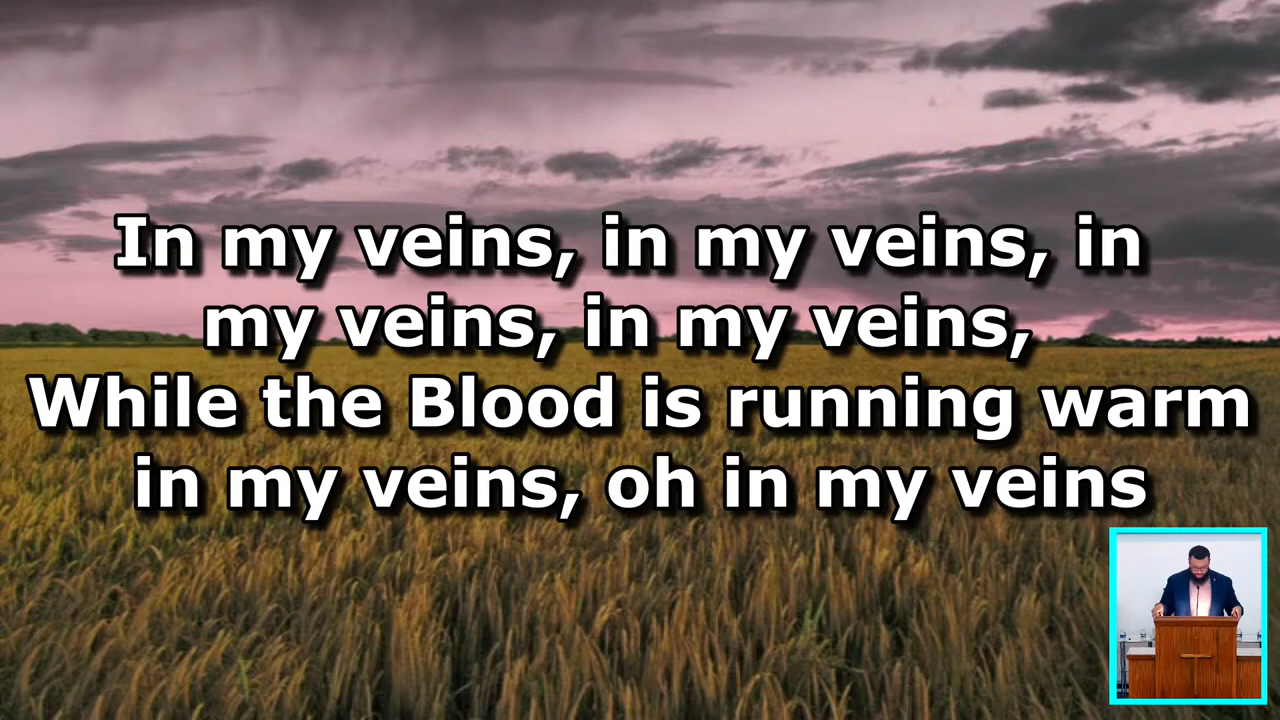 In my veins, in my veins, in
my veins, in my veins,
While the Blood is running warm
in my veins, oh in my veins